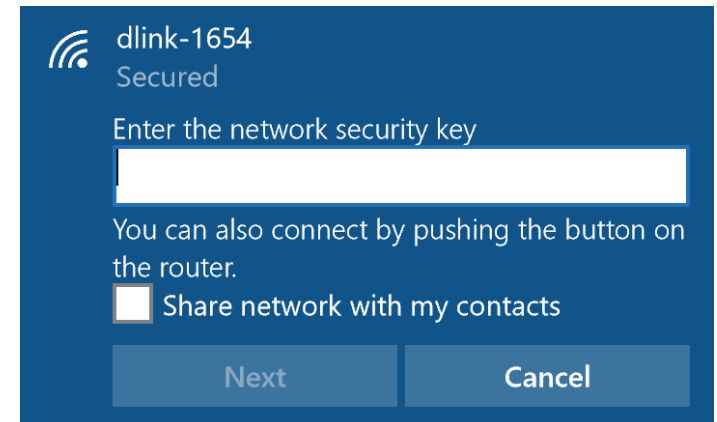 dlink-1654
Secured
Enter the network security key
You can also connect by pushing the button on
the router.
Share network with my contacts
Next
Cancel